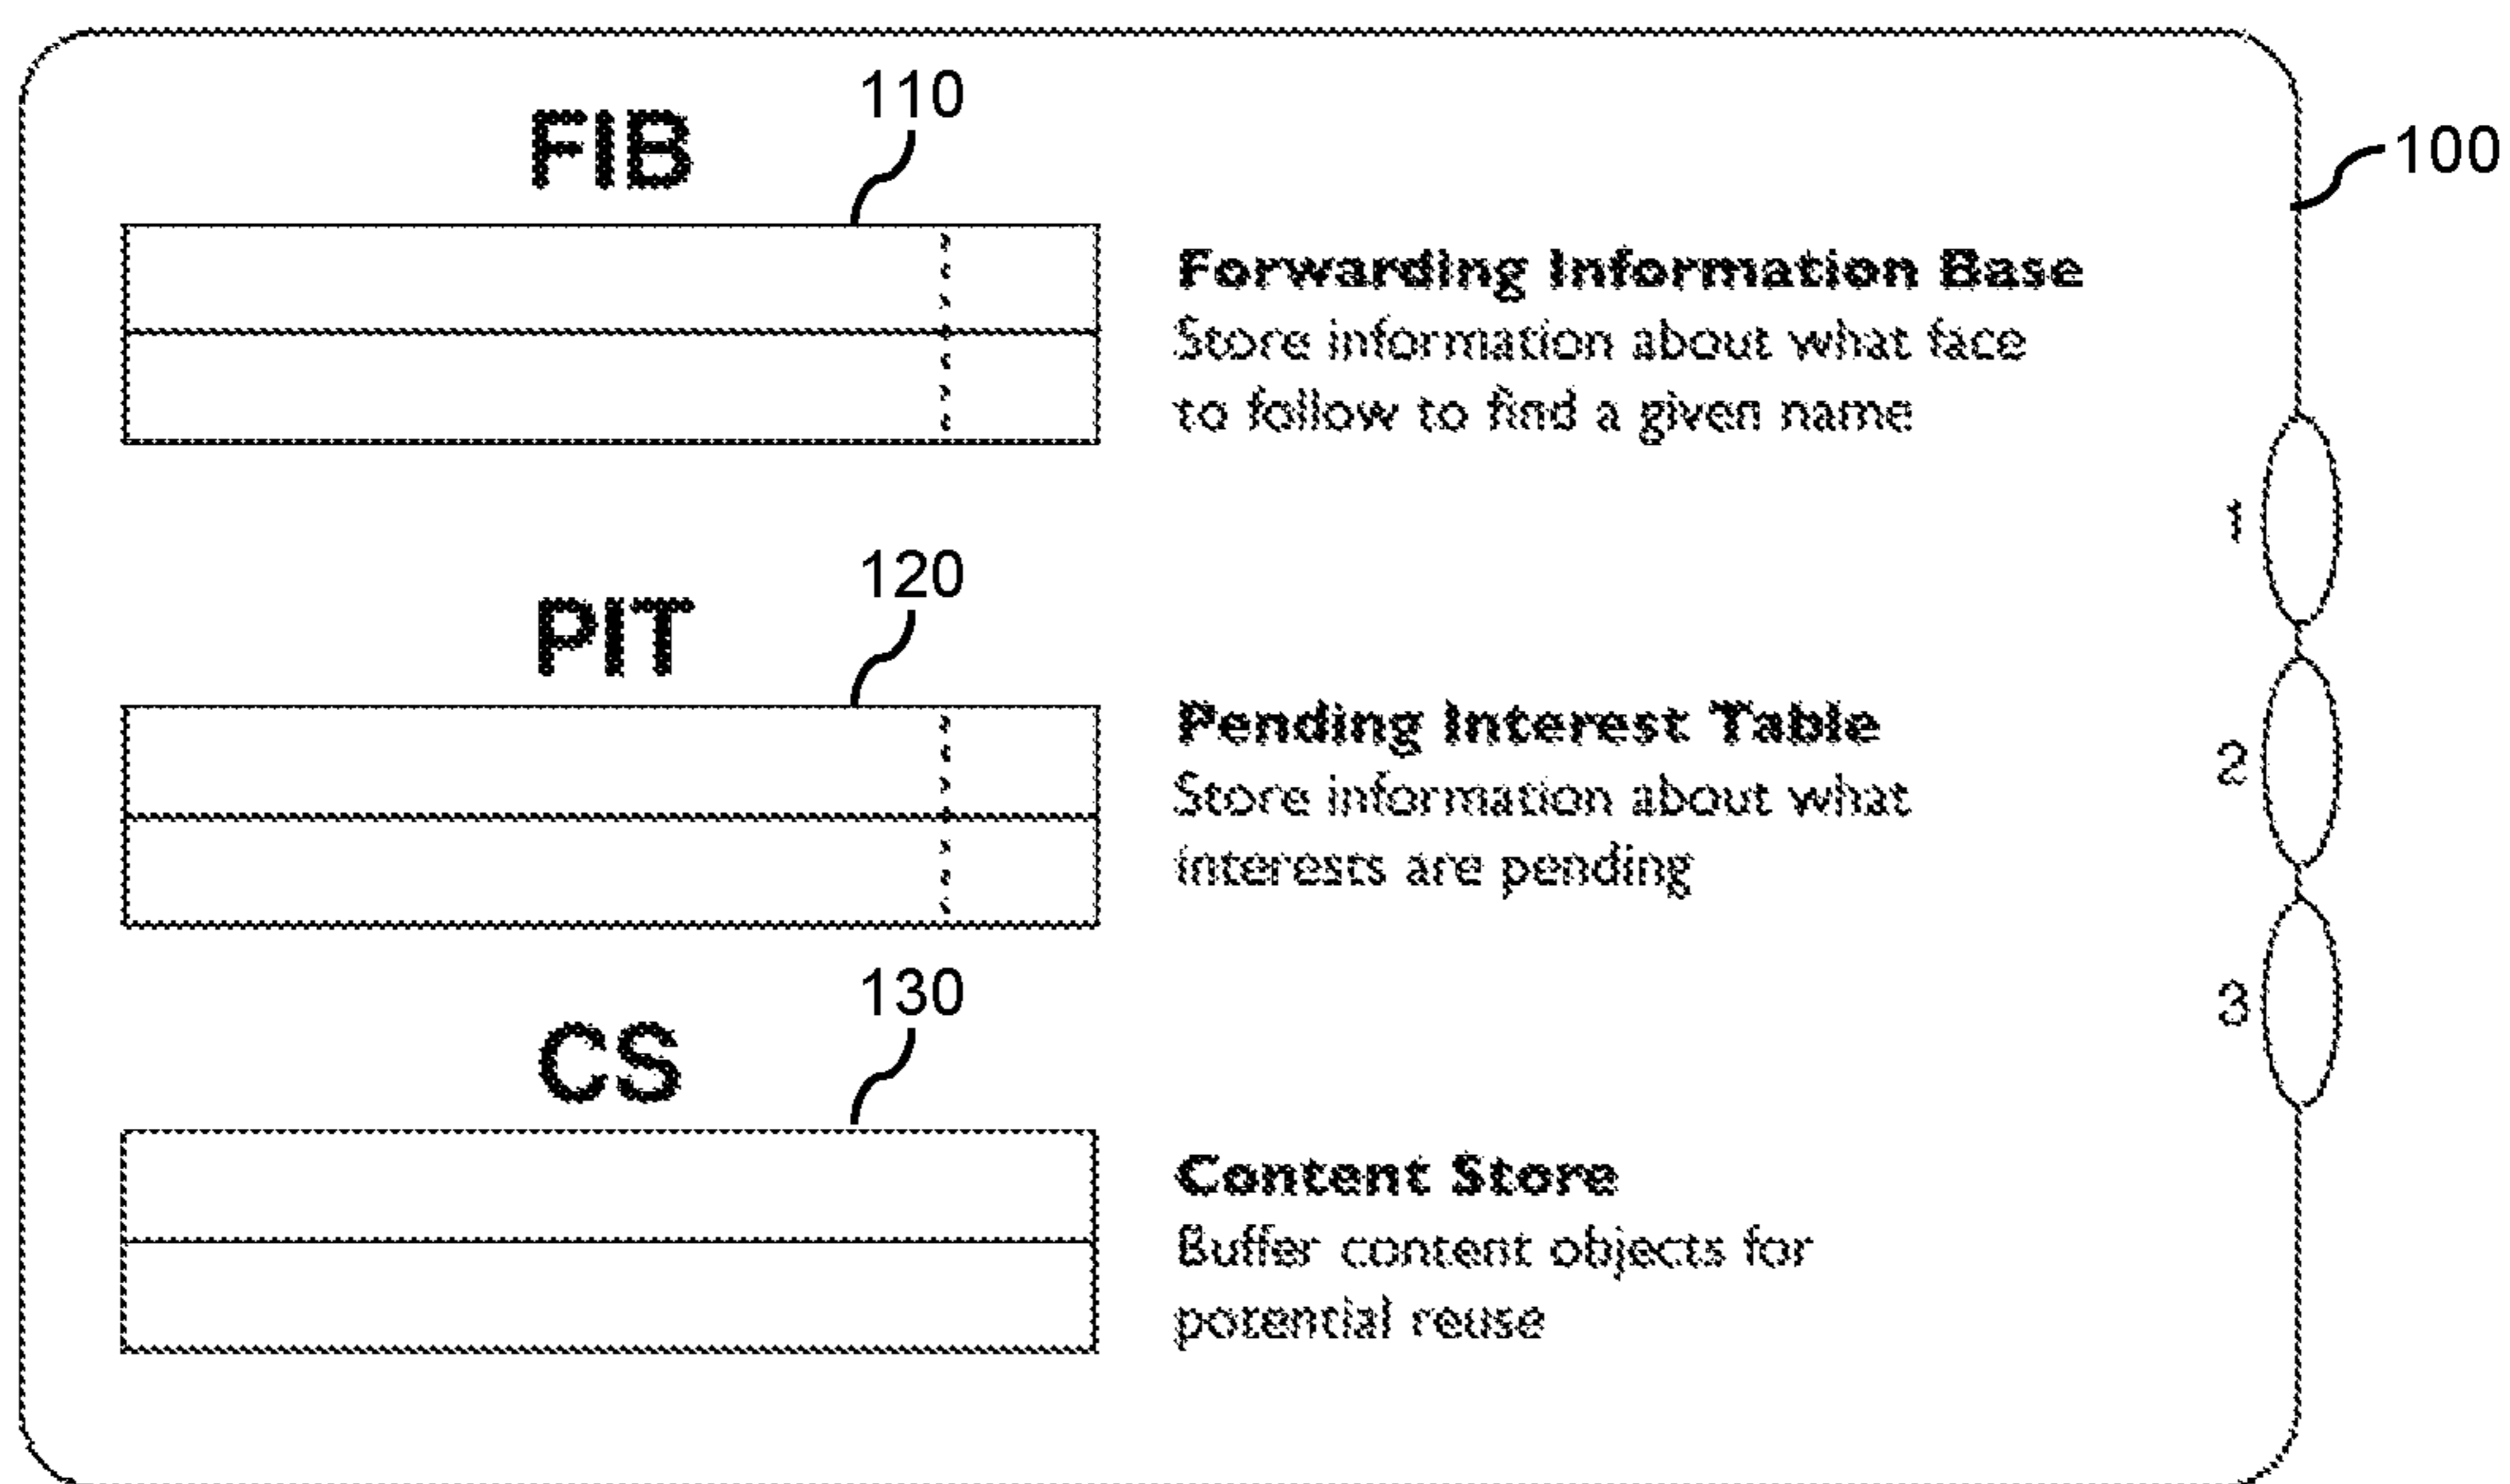 110
FIB
100
Forwarding Information Base
Store information about what face
to follow to find a given name
1
120
PIT
Pending Interest Table
Store information about what
interests are pending
2
130
CS
3
Content Store
Buffer content objects for
potential reuse